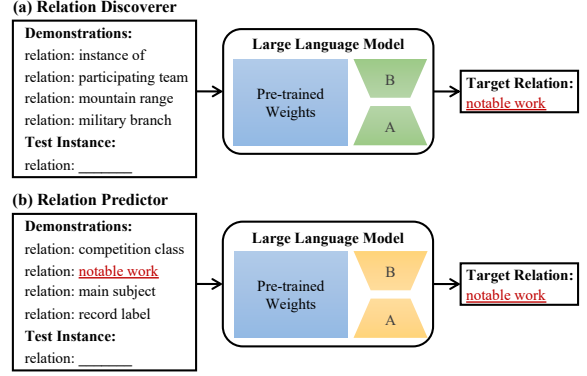 (a) Relation Discoverer
Demonstrations:
relation: instance of
relation: participating team
relation: mountain range
relation: military branch
Test Instance:
relation: _______
Large Language Model
Pre-trained
Weights
B
A
Target Relation:
notable work
(b) Relation Predictor
Demonstrations:
relation: competition class
relation: notable work
relation: main subject
relation: record label
Test Instance:
relation: _______
Large Language Model
Pre-trained
Weights
B
A
Target Relation:
notable work